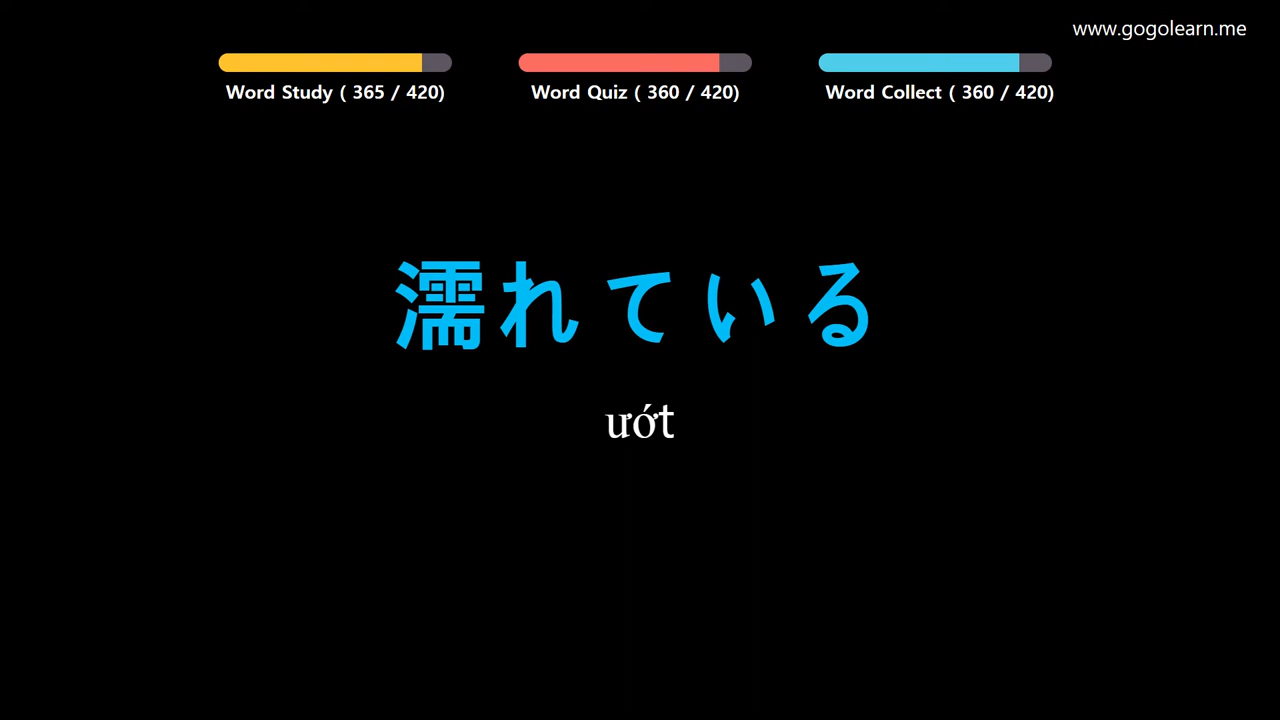 www.gogolearn.me
Word Study ( 365 / 420)
Word Quiz ( 360 / 420)
Word Collect ( 360 / 420)
濡れている
ướt